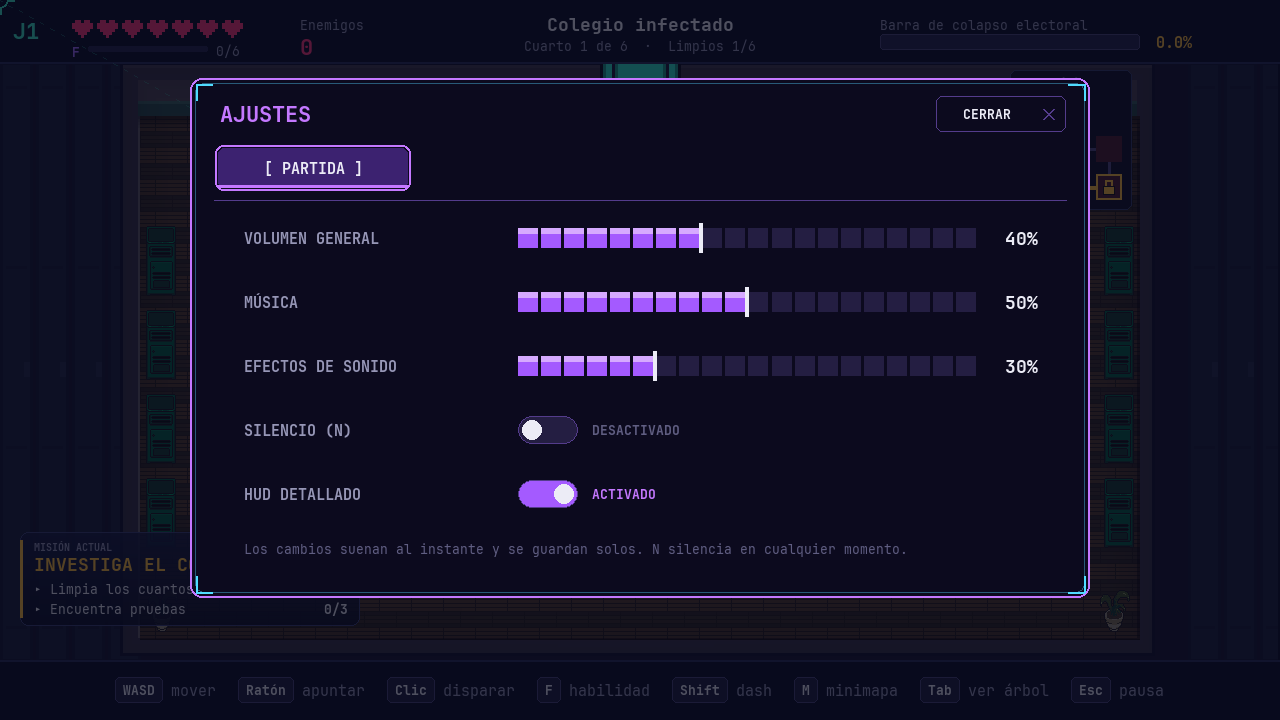 J1
F
0/6
Enemigos
0
Colegio infectado
Cuarto 1 de 6 · Limpios 1/6
Barra de colapso electoral
0.0%
AJUSTES
CERRAR
[ PARTIDA ]
VOLUMEN GENERAL
40%
MÚSICA
50%
EFECTOS DE SONIDO
30%
SILENCIO (N)
DESACTIVADO
HUD DETALLADO
ACTIVADO
Los cambios suenan al instante y se guardan solos. N silencia en cualquier momento.
MISIÓN ACTUAL
INVESTIGA EL
▸ Limpia los cuartos
▸ Encuentra pruebas 0/3
WASD mover Ratón apuntar Clic disparar F habilidad Shift dash M minimapa Tab ver árbol Esc pausa